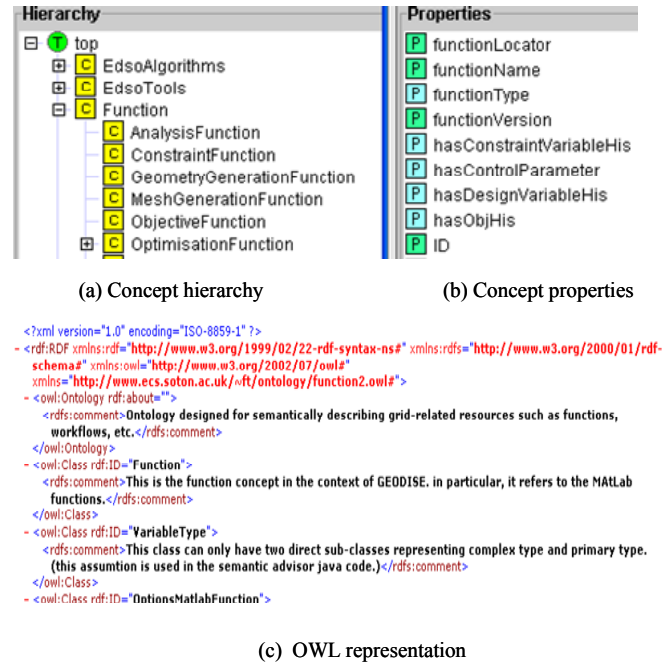 Hierarchy
T top
C EdsoAlgorithms
C EdsoTools
C Function
C AnalysisFunction
C ConstraintFunction
C GeometryGenerationFunction
C MeshGenerationFunction
C ObjectiveFunction
C OptimisationFunction
Properties
P functionLocator
P functionName
P functionType
P functionVersion
P hasConstraintVariableHis
P hasControlParameter
P hasDesignVariableHis
P hasObjHis
P ID
(a) Concept hierarchy
(b) Concept properties
<?xml version="1.0" encoding="ISO-8859-1" ?>
- <rdf:RDF xmlns:rdf="http://www.w3.org/1999/02/22-rdf-syntax-ns#" xmlns:rdfs="http://www.w3.org/2000/01/rdf-
schema#" xmlns:owl="http://www.w3.org/2002/07/owl#"
xmlns="http://www.ecs.soton.ac.uk/~ft/ontology/function2.owl#">
- <owl:Ontology rdf:about="">
<rdfs:comment>Ontology designed for semantically describing grid-related resources such as functions,
workflows, etc.</rdfs:comment>
</owl:Ontology>
- <owl:Class rdf:ID="Function">
<rdfs:comment>This is the function concept in the context of GEODISE. in particular, it refers to the MAtLab
functions.</rdfs:comment>
</owl:Class>
- <owl:Class rdf:ID="VariableType">
<rdfs:comment>This class can only have two direct sub-classes representing complex type and primary type.
(this assumtion is used in the semantic advisor java code.)</rdfs:comment>
</owl:Class>
- <owl:Class rdf:ID="OptionsMatlabFunction">
(c) OWL representation